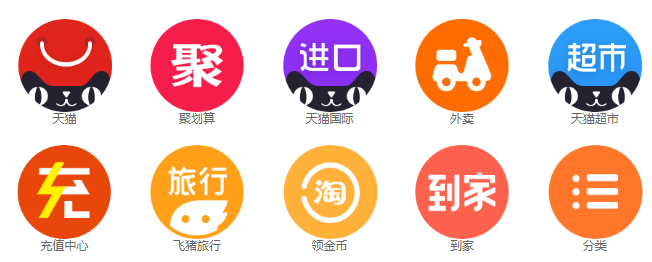 聚
进口
超市
天猫
聚划算
天猫国际
外卖
天猫超市
充
旅行
淘
到家
充值中心
飞猪旅行
领金币
到家
分类